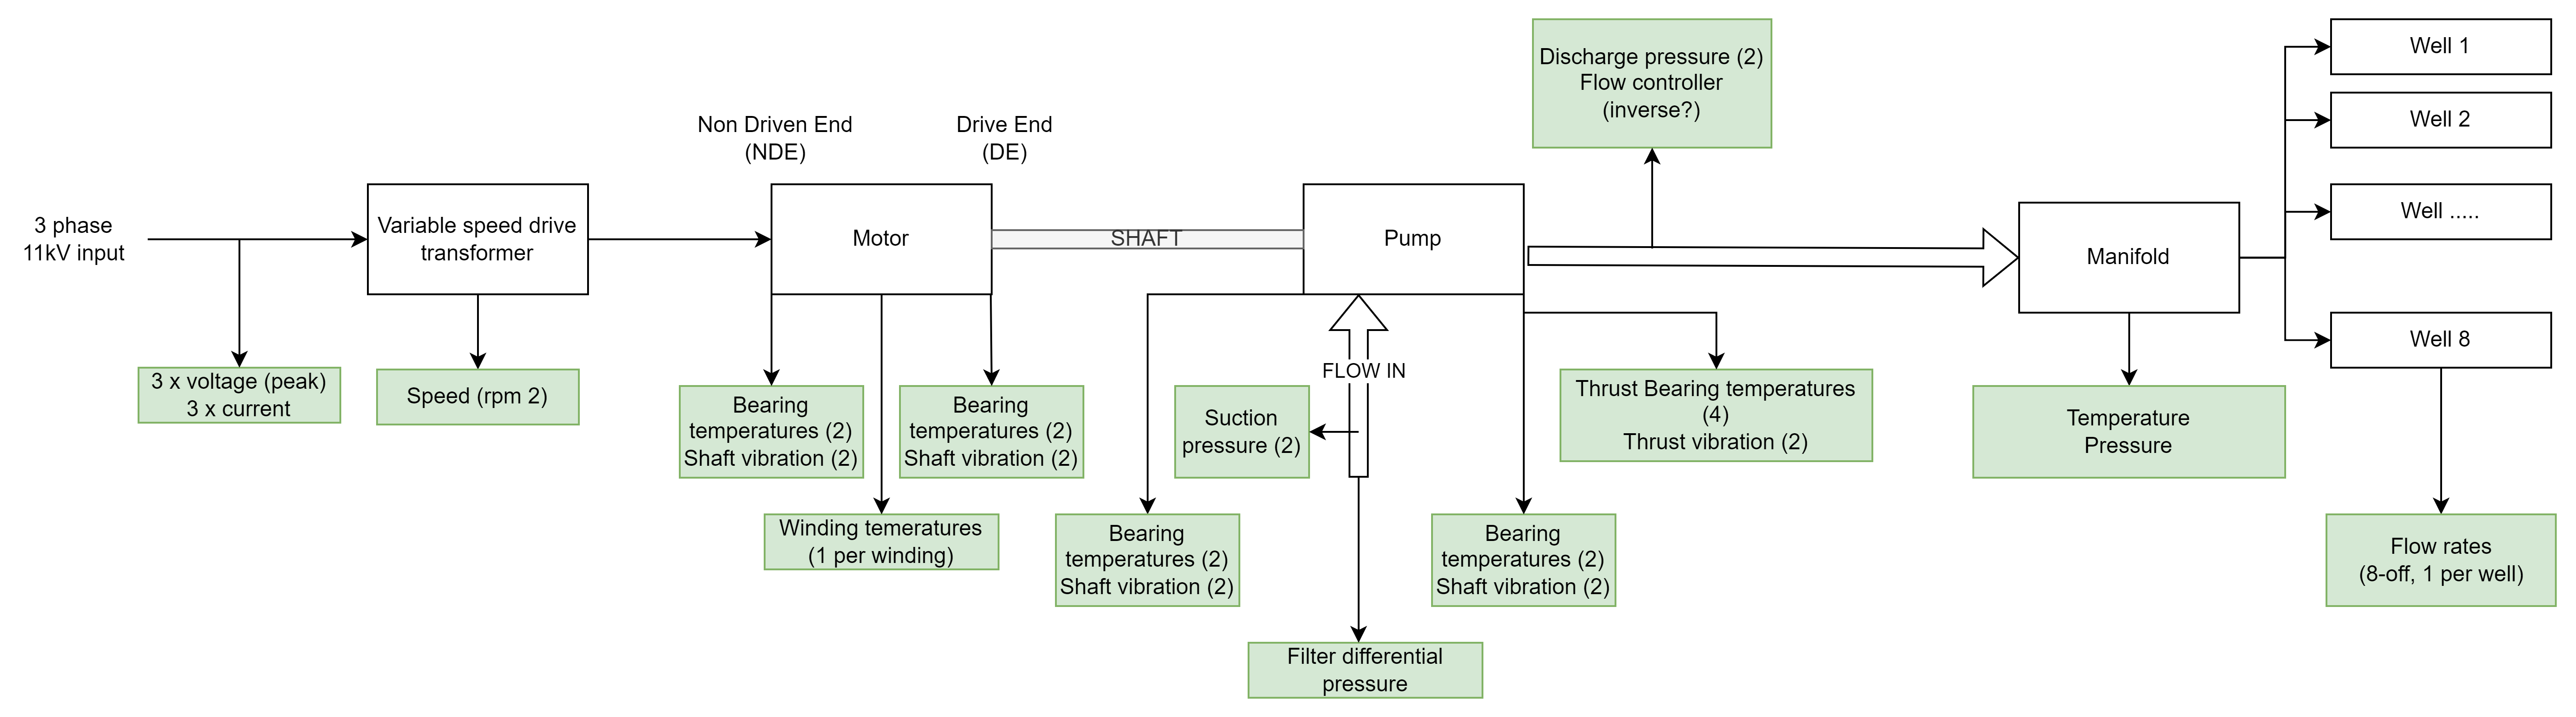 3 phase
11kV input
3 x voltage (peak)
3 x current
Variable speed drive
transformer
Speed (rpm 2)
Non Driven End
(NDE)
Drive End
(DE)
Motor
SHAFT
Bearing
temperatures (2)
Shaft vibration (2)
Bearing
temperatures (2)
Shaft vibration (2)
Winding temeratures
(1 per winding)
Pump
FLOW IN
Suction
pressure (2)
Bearing
temperatures (2)
Shaft vibration (2)
Filter differential
pressure
Bearing
temperatures (2)
Shaft vibration (2)
Thrust Bearing temperatures
(4)
Thrust vibration (2)
Discharge pressure (2)
Flow controller
(inverse?)
Manifold
Temperature
Pressure
Well 1
Well 2
Well .....
Well 8
Flow rates
(8-off, 1 per well)